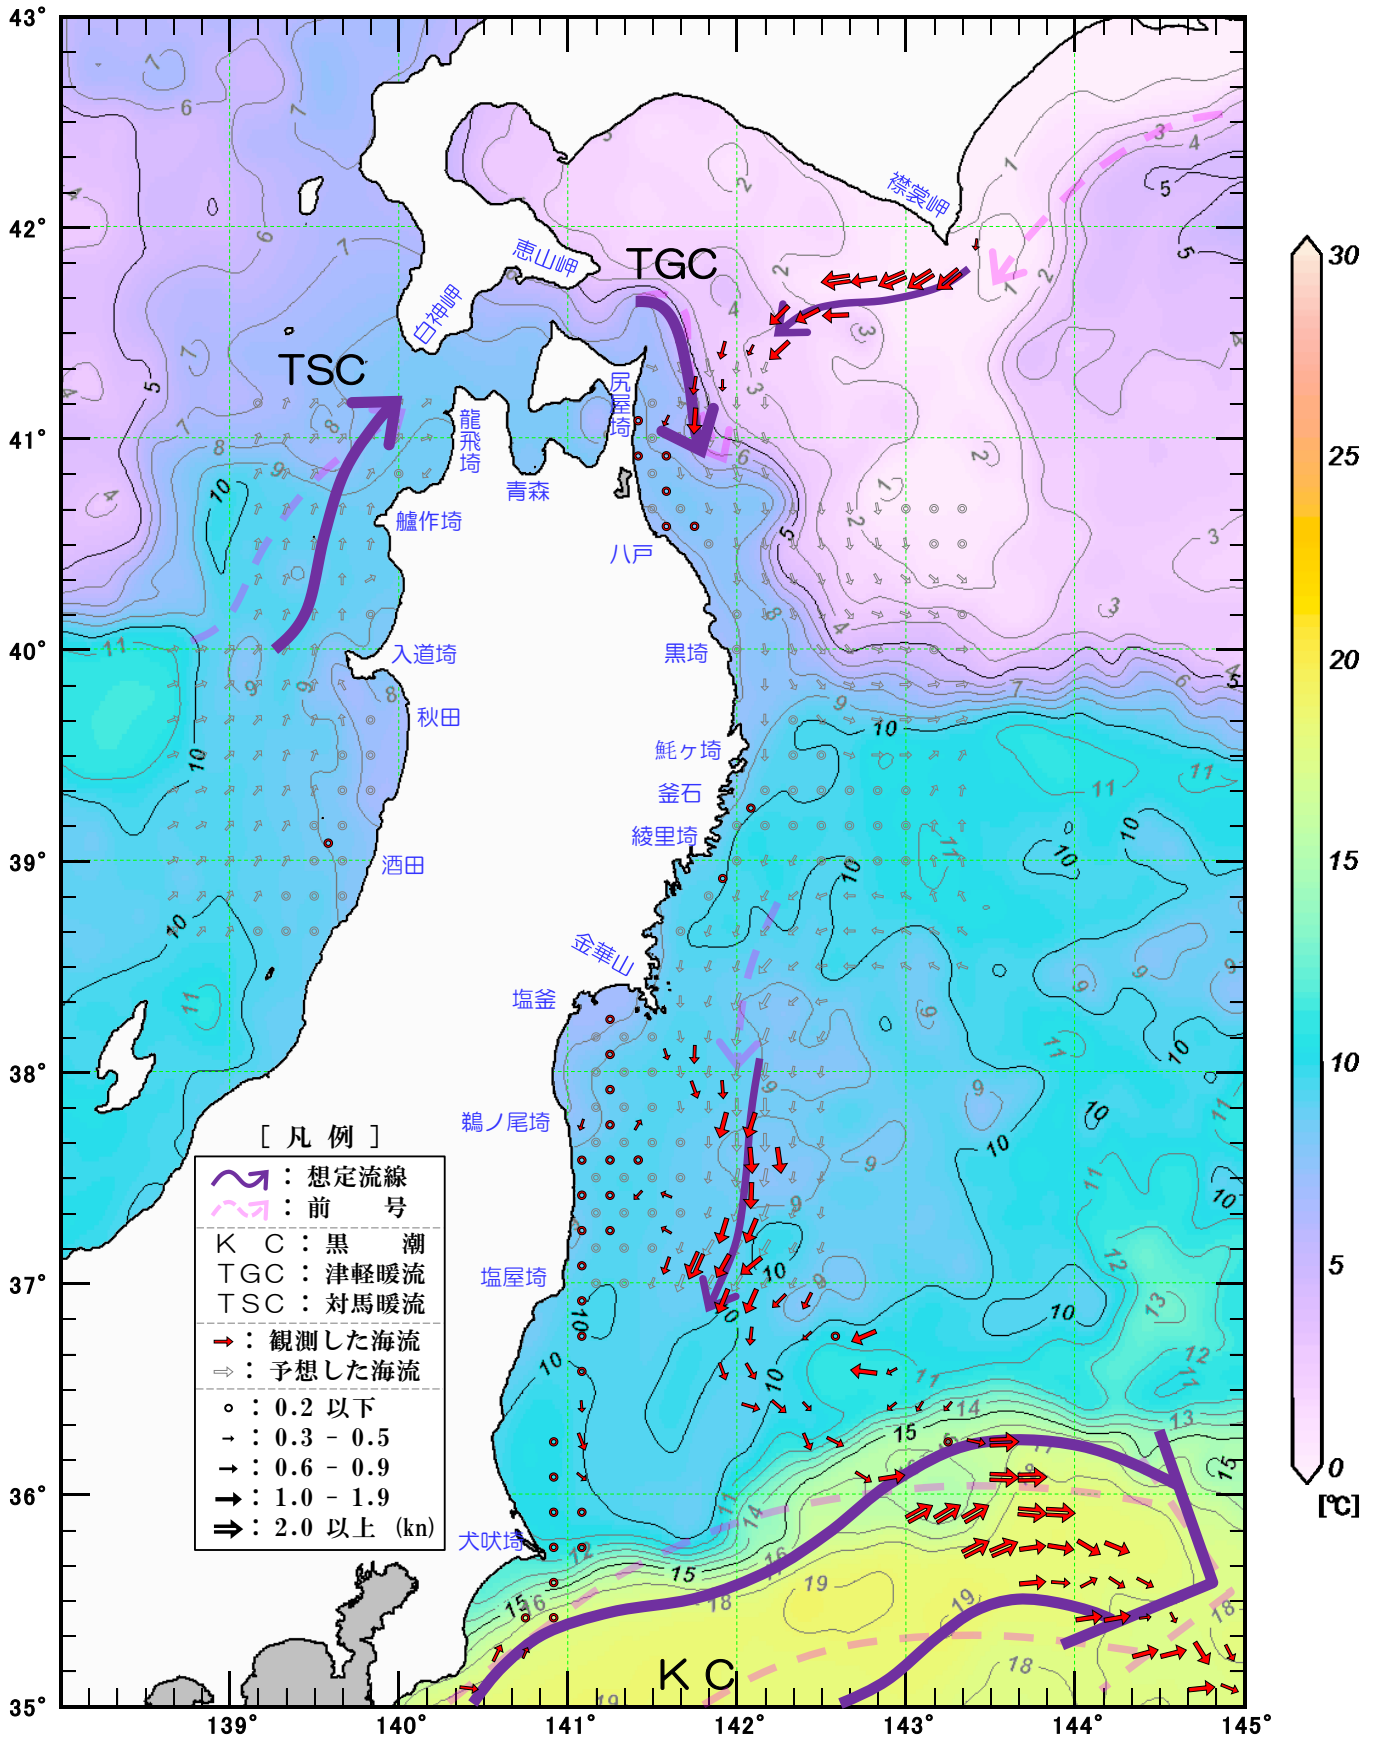 43°
42°
41°
40°
39°
38°
37°
36°
35°
139°
140°
141°
142°
143°
144°
145°
襟裳岬
恵山岬
TGC
白神岬
TSC
尻屋埼
龍飛埼
青森
艫作埼
八戸
入道埼
黒埼
秋田
魹ヶ埼
釜石
綾里埼
酒田
金華山
塩釜
鵜ノ尾埼
塩屋埼
犬吠埼
KC
[ 凡 例 ]
: 想定流線
: 前 号
K C : 黒 潮
TGC : 津軽暖流
TSC : 対馬暖流
: 観測した海流
: 予想した海流
: 0.2 以下
: 0.3 - 0.5
: 0.6 - 0.9
: 1.0 - 1.9
: 2.0 以上 (kn)
30
25
20
15
10
5
0
[℃]